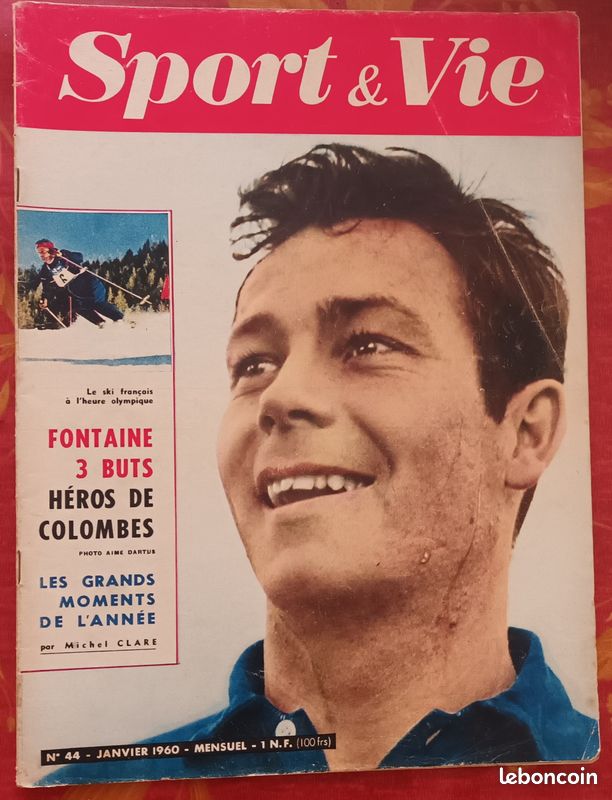 Sport & Vie
Le ski français
à l'heure olympique
FONTAINE
3 BUTS
HÉROS DE
COLOMBES
PHOTO AIMÉ DARTUS
LES GRANDS
MOMENTS
DE L'ANNÉE
par Michel CLARE
N° 44 - JANVIER 1960 - MENSUEL - 1 N.F. (100 frs)
leboncoin